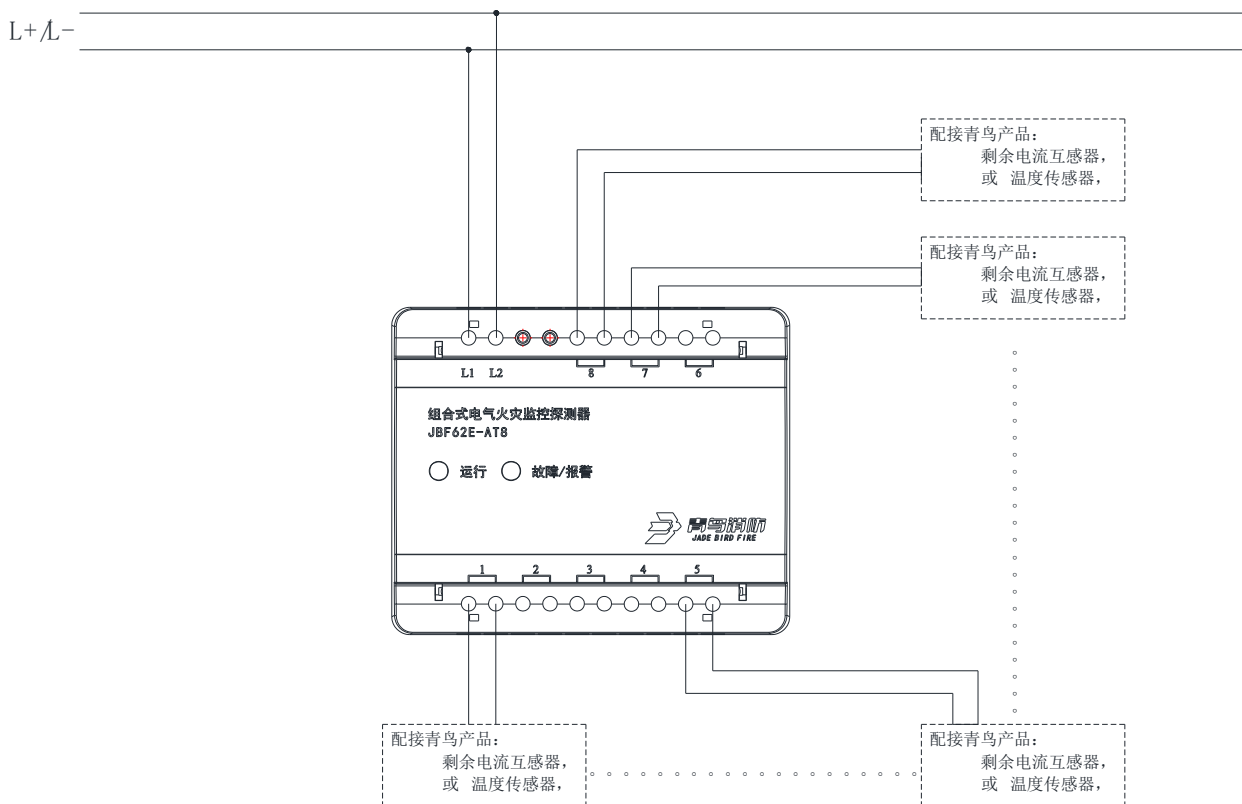 L+/L-
配接青鸟产品:
剩余电流互感器,
或 温度传感器,
配接青鸟产品:
剩余电流互感器,
或 温度传感器,
L1 L2 8 7 6
组合式电气火灾监控探测器
JBF62E-AT8
运行 故障/报警
青鸟消防
JADE BIRD FIRE
1 2 3 4 5
配接青鸟产品:
剩余电流互感器,
或 温度传感器,
配接青鸟产品:
剩余电流互感器,
或 温度传感器,